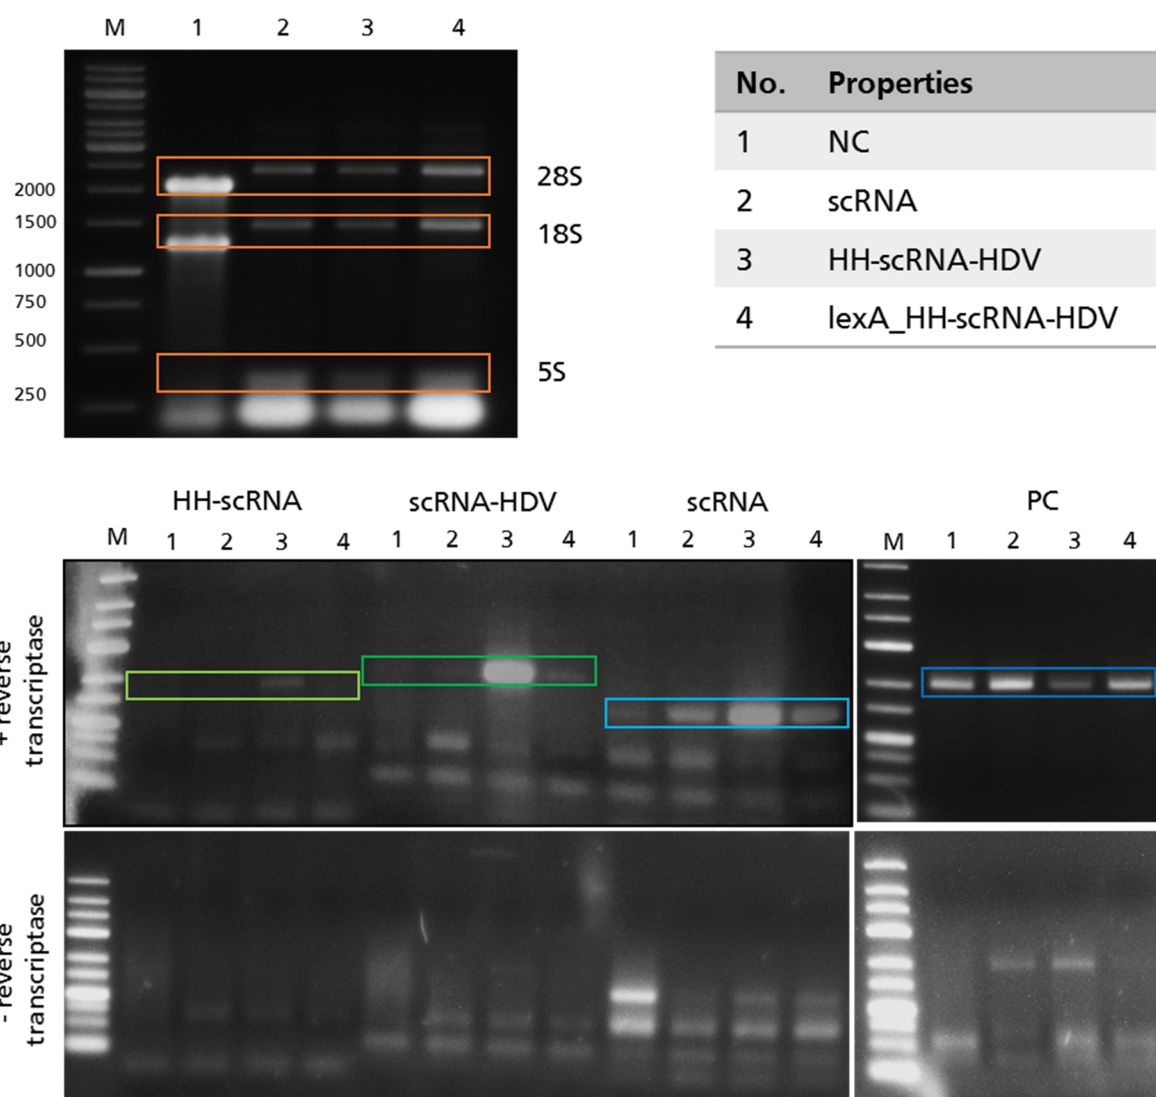 M 1 2 3 4
2000
1500
1000
750
500
250
28S
18S
5S
No. Properties
1 NC
2 scRNA
3 HH-scRNA-HDV
4 lexA_HH-scRNA-HDV
HH-scRNA scRNA-HDV scRNA PC
M 1 2 3 4 1 2 3 4 1 2 3 4 M 1 2 3 4
+ reverse
transcriptase
- reverse
transcriptase